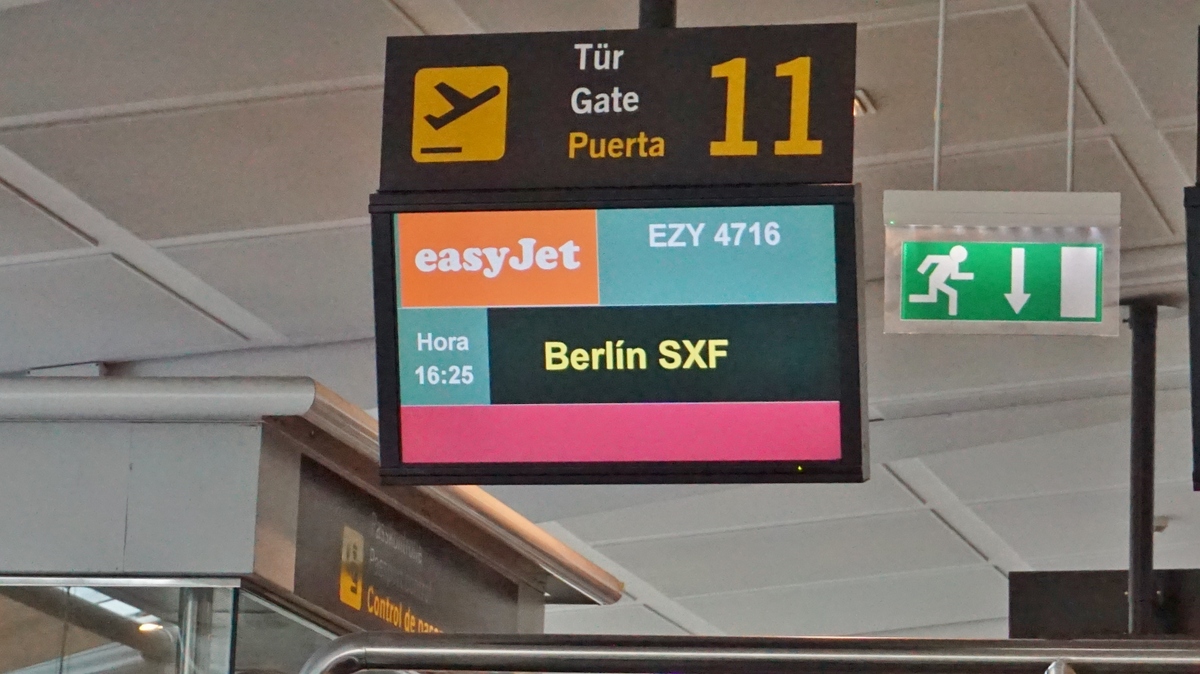 Tür
Gate
Puerta
11
easyJet
EZY 4716
Hora
16:25
Berlín SXF
Control de